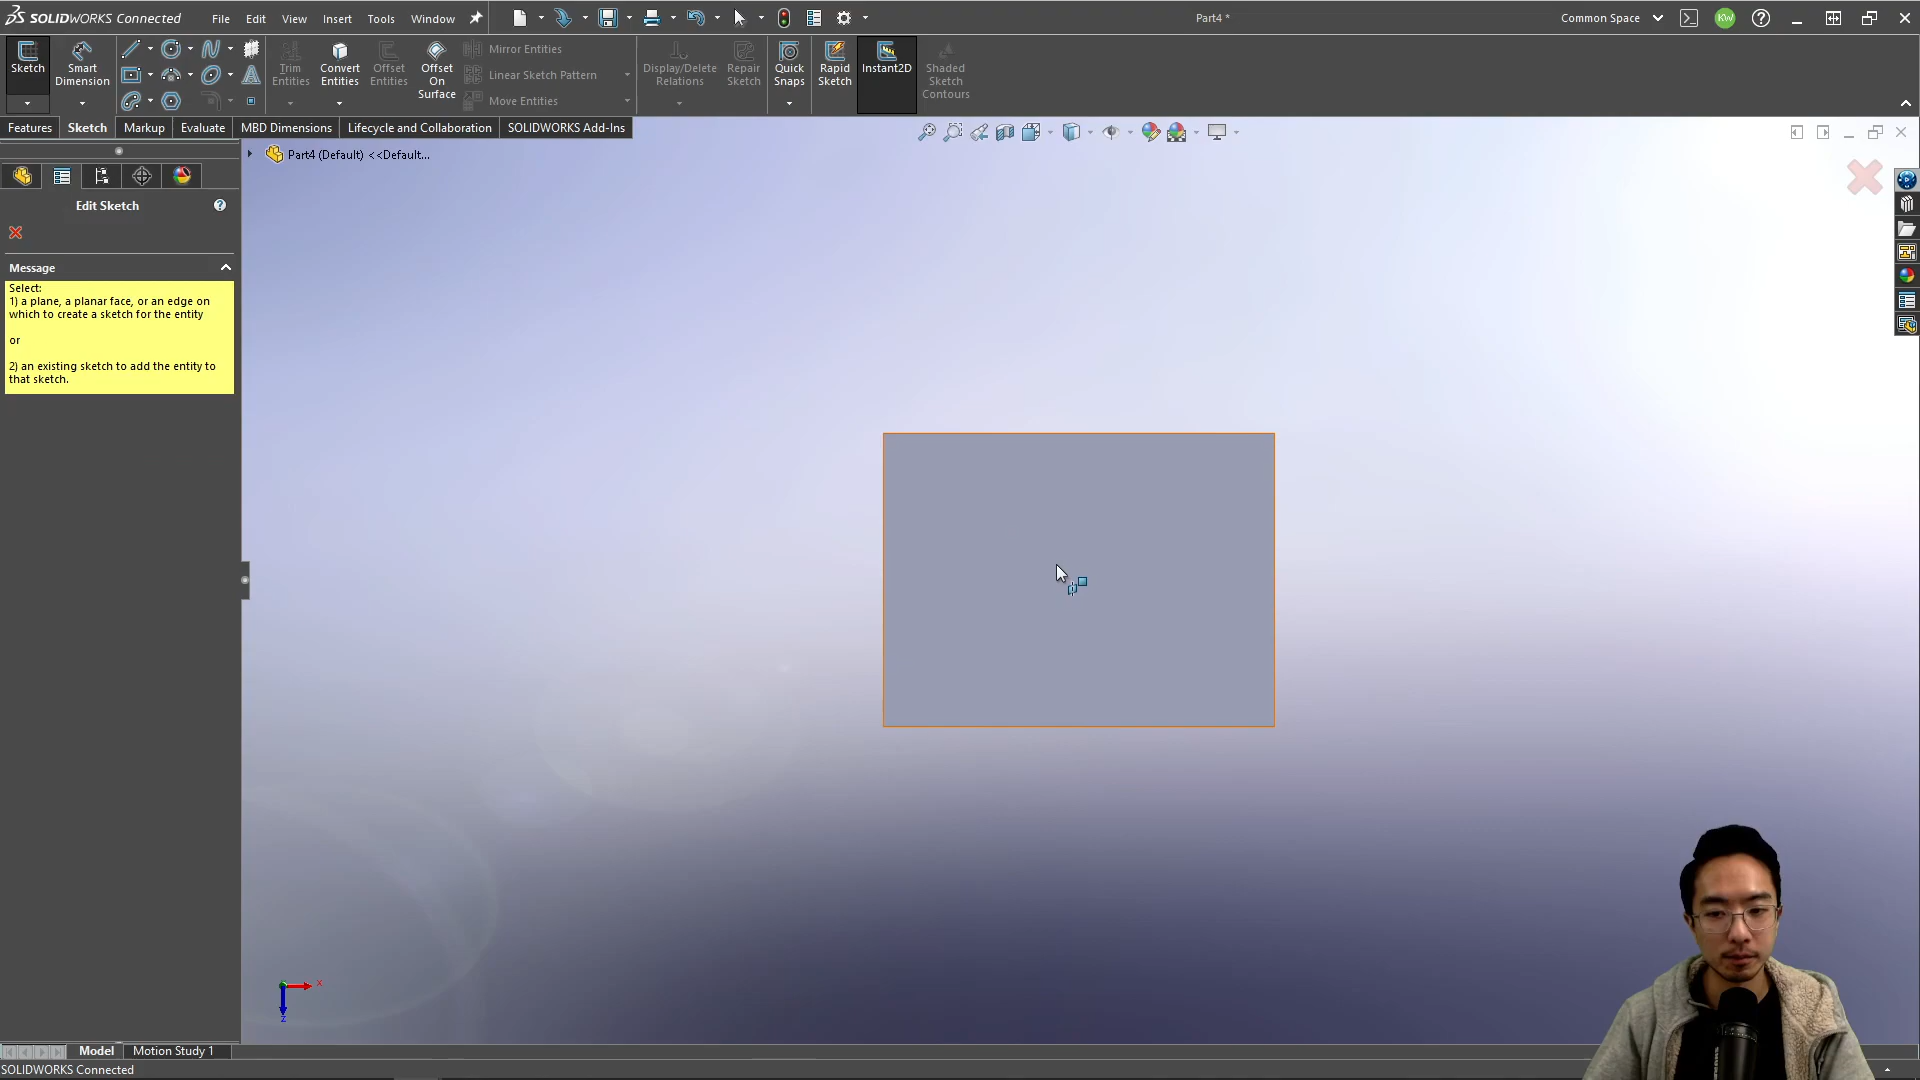 SOLIDWORKS Connected
File Edit View Insert Tools Window
Part4 *
Common Space
KW
Sketch
Smart Dimension
Trim Entities
Convert Entities
Offset Entities
Offset On Surface
Mirror Entities
Linear Sketch Pattern
Move Entities
Display/Delete Relations
Repair Sketch
Quick Snaps
Rapid Sketch
Instant2D
Shaded Sketch Contours
Features Sketch Markup Evaluate MBD Dimensions Lifecycle and Collaboration SOLIDWORKS Add-Ins
Part4 (Default) <<Default...
Edit Sketch
Message
Select:
1) a plane, a planar face, or an edge on
which to create a sketch for the entity
or
2) an existing sketch to add the entity to
that sketch.
X
Z
Model Motion Study 1
SOLIDWORKS Connected